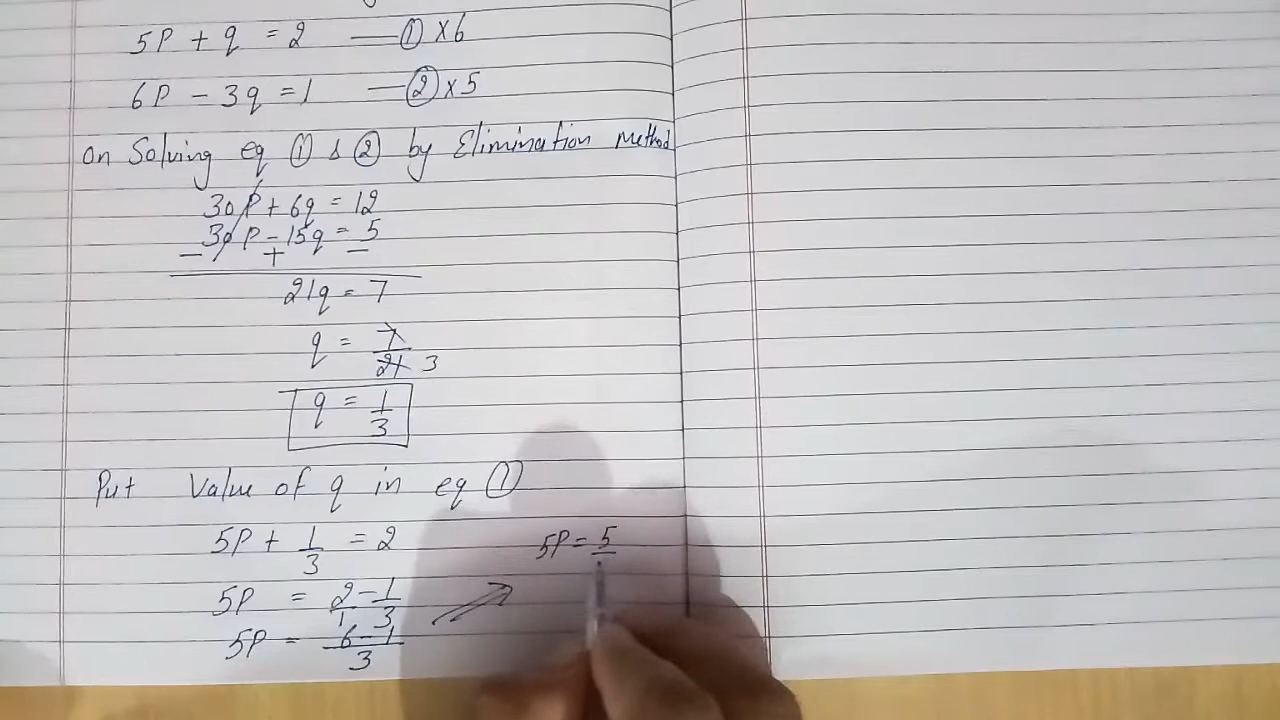 5P + q = 2 — ① × 6
6P - 3q = 1 — ② × 5
On Solving eq ① & ② by Elimination Method
30P + 6q = 12
30P - 15q = 5
- + -
21q = 7
q = 7/21 3
q = 1/3
Put Value of q in eq ①
5P + 1/3 = 2
5P = 2/1 - 1/3
5P = 6-1/3
5P = 5